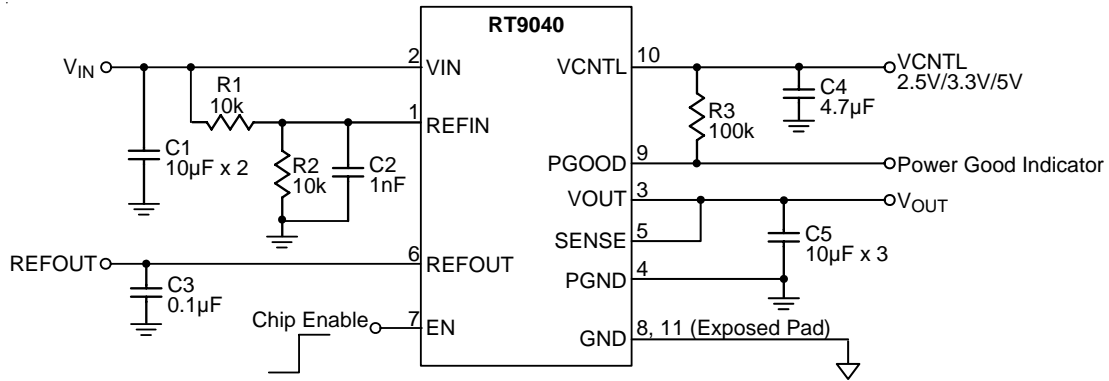 RT9040
V_IN
2
VIN
VCNTL
10
VCNTL
2.5V/3.3V/5V
R1
10k
1
REFIN
C1
10µF x 2
R2
10k
C2
1nF
R3
100k
C4
4.7µF
PGOOD
9
Power Good Indicator
VOUT
3
V_OUT
SENSE
5
C5
10µF x 3
REFOUT
6
REFOUT
C3
0.1µF
PGND
4
Chip Enable
7
EN
GND
8, 11 (Exposed Pad)